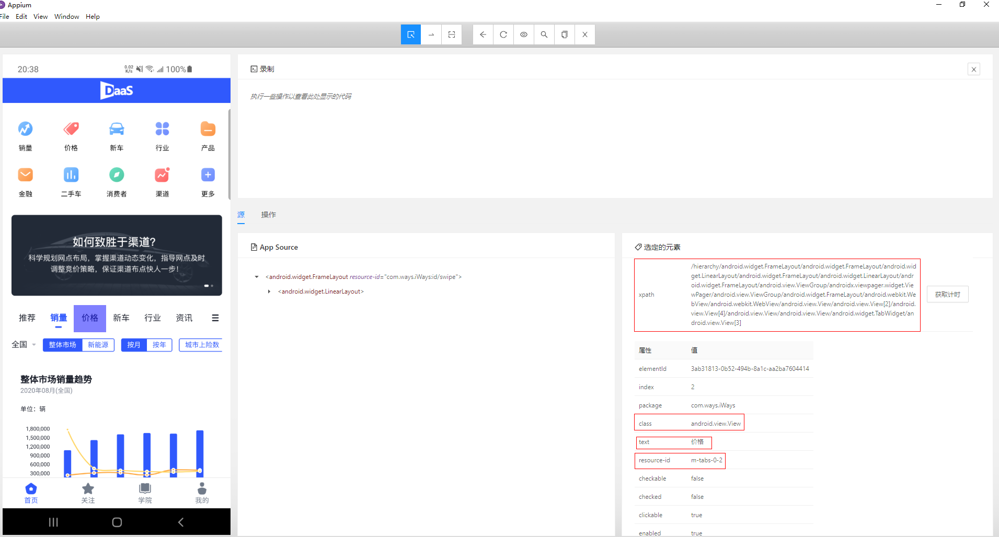 Appium
File Edit View Window Help
20:38
0.02 K/s
100%
DaaS
销量 价格 新车 行业 产品
金融 二手车 消费者 渠道 更多
如何致胜于渠道?
科学规划网点布局，掌握渠道动态变化，指导网点及时
调整竞价策略，保证渠道布点快人一步！
推荐 销量 价格 新车 行业 资讯
全国 整体市场 新能源 按月 按年 城市上险数
整体市场销量趋势
2020年08月(全国)
单位：辆
1,800,000
1,500,000
1,200,000
900,000
600,000
300,000
首页 关注 学院 我的
录制
执行一些操作以查看此处显示的代码
源 操作
App Source
<android.widget.FrameLayout resource-id="com.ways.iWays:id/swipe">
<android.widget.LinearLayout>
选定的元素
xpath
/hierarchy/android.widget.FrameLayout/android.widget.FrameLayout/android.wid
get.LinearLayout/android.widget.FrameLayout/android.widget.LinearLayout/andr
oid.widget.FrameLayout/android.view.ViewGroup/androidx.viewpager.widget.Vie
wPager/android.view.ViewGroup/android.widget.FrameLayout/android.webkit.We
bView/android.webkit.WebView/android.view.View/android.view.View[2]/android.
view.View[4]/android.view.View/android.view.View/android.widget.TabWidget/an
droid.view.View[3]
获取计时
属性 值
elementId 3ab31813-0b52-494b-8a1c-aa2ba7604414
index 2
package com.ways.iWays
class android.view.View
text 价格
resource-id m-tabs-0-2
checkable false
checked false
clickable true
enabled true